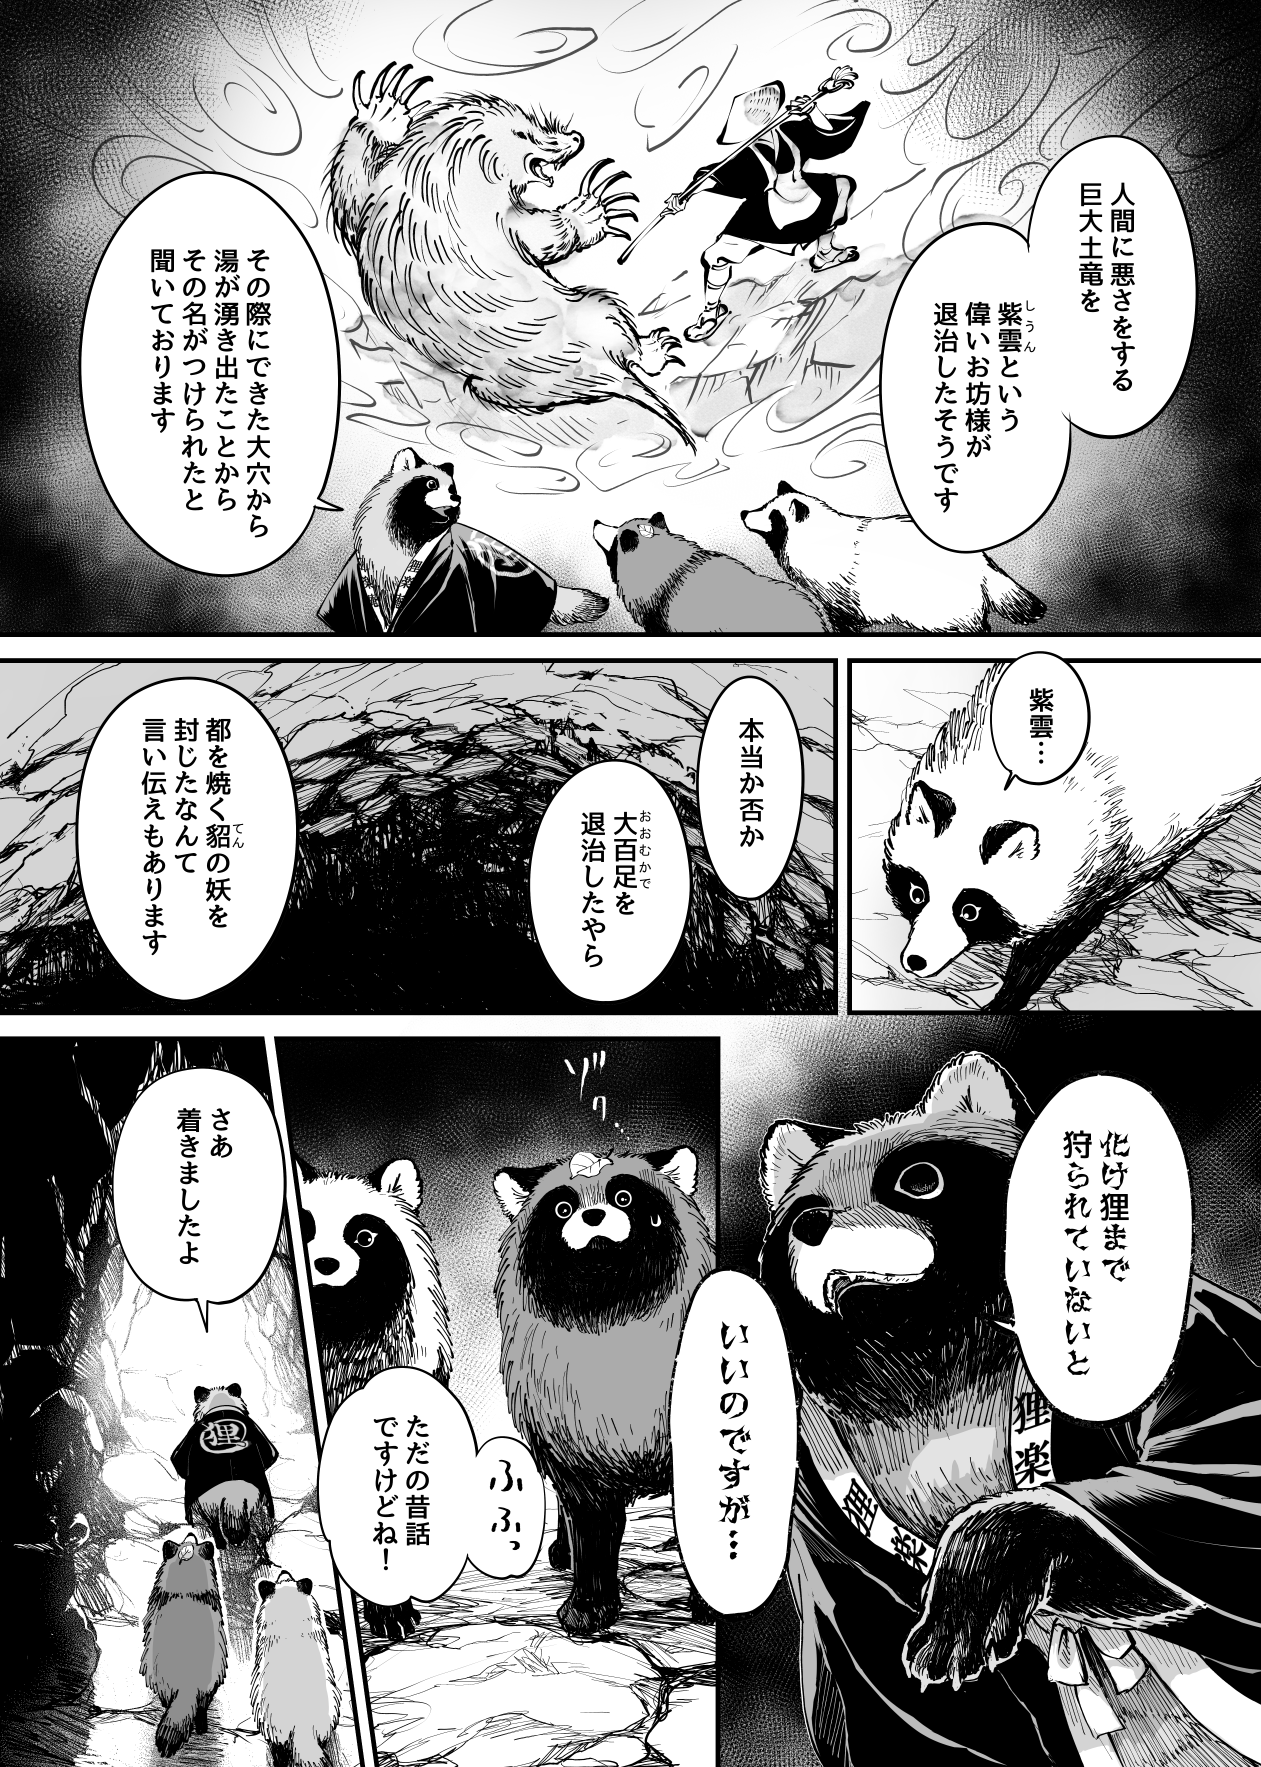 人間に悪さをする
巨大土竜を
紫雲という
しうん
偉いお坊様が
退治したそうです
その際にできた大穴から
湯が湧き出たことから
その名がつけられたと
聞いております
紫雲…
本当か否か
大百足を
おおむかで
退治したやら
都を焼く貂の妖を
てん
封じたなんて
言い伝えもあります
化け狸まで
狩られていないと
いいのですが…
狸楽
狸楽
ゾクッ…
ふふっ
ただの昔話
ですけどね！
さあ
着きましたよ
狸